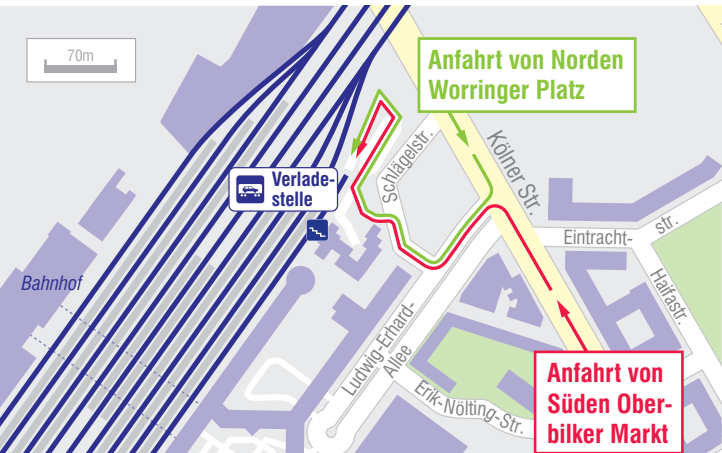 70m
Anfahrt von Norden
Worringer Platz
Schlägelstr.
Kölner Str.
Verlade-
stelle
Eintracht-
str.
Bahnhof
Haifastr.
Ludwig-Erhard-
Allee
Erik-Nölting-Str.
Anfahrt von
Süden Ober-
bilker Markt